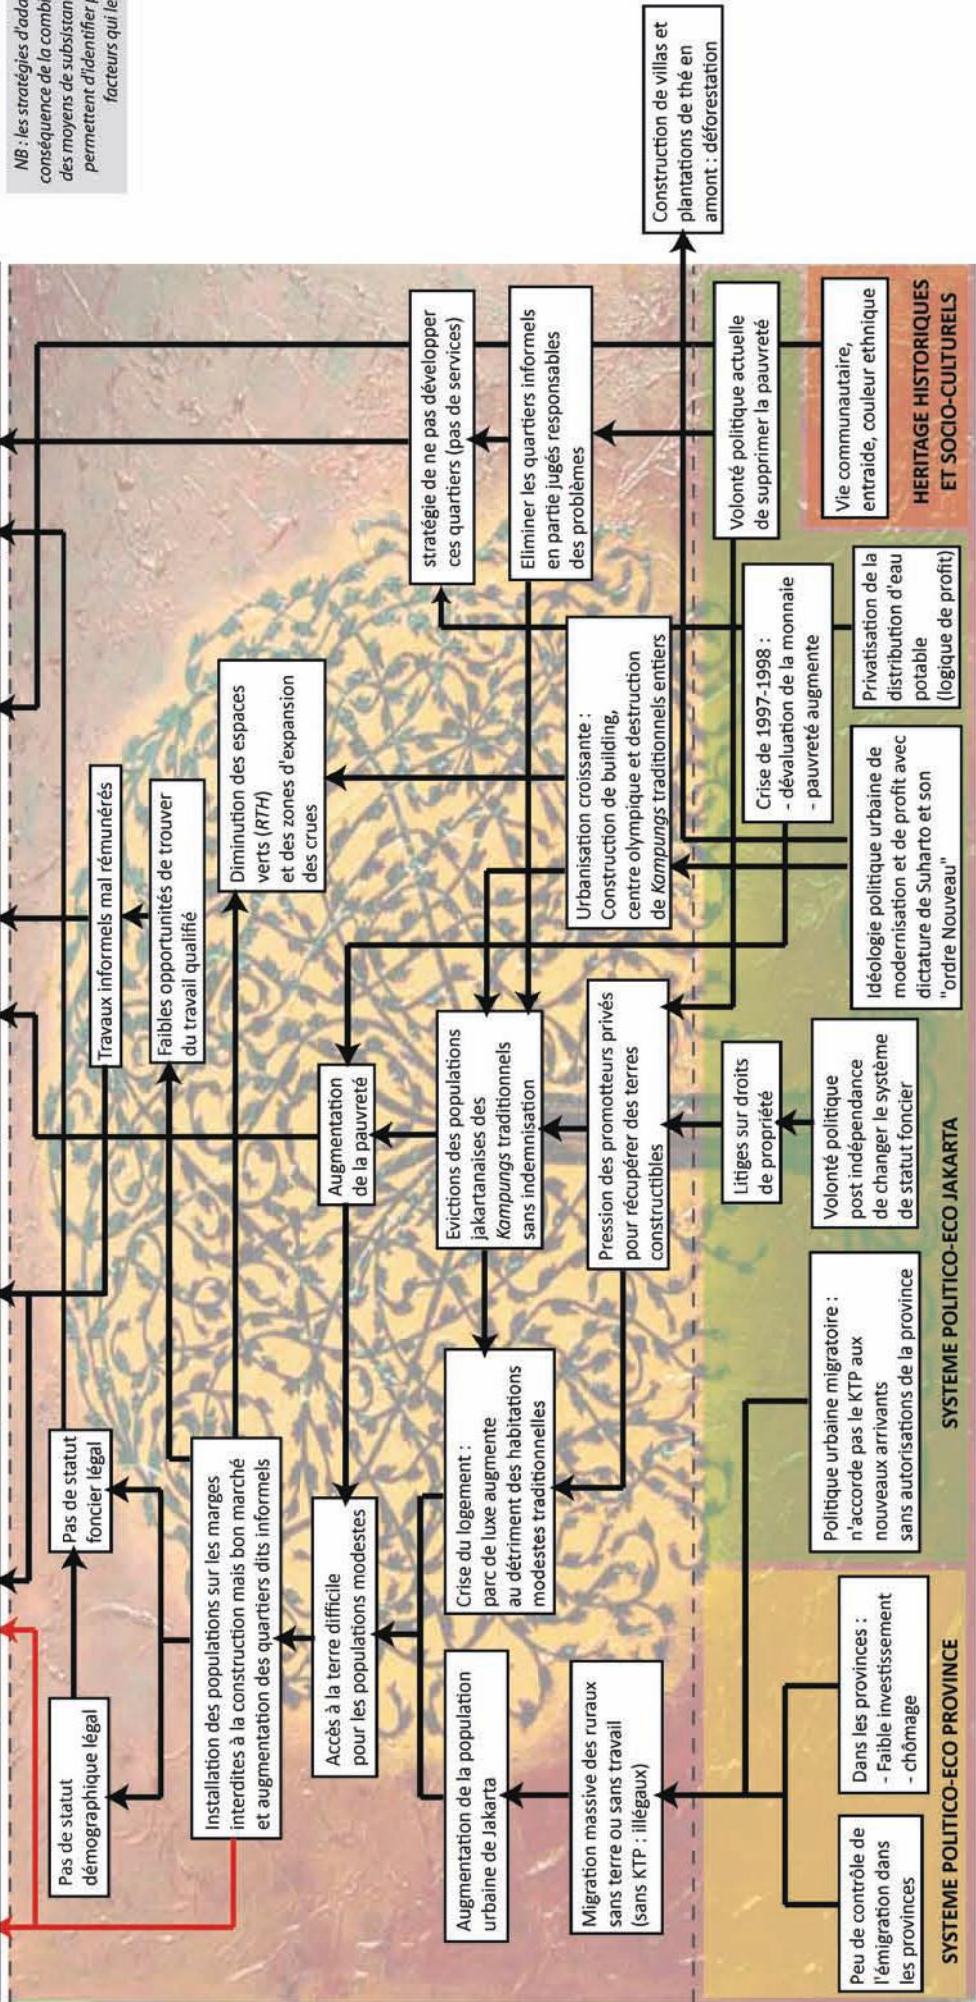 NB : les stratégies d'ada
conséquence de la combi
des moyens de subsistan
permettent d'identifier p
facteurs qui le
Pas de statut
démographique légal
Pas de statut
foncier légal
Travaux informels mal rémunérés
Faibles opportunités de trouver
du travail qualifié
Installation des populations sur les marges
interdites à la construction mais bon marché
et augmentation des quartiers dits informels
Diminution des espaces
verts (RTH)
et des zones d'expansion
des crues
Accès à la terre difficile
pour les populations modestes
Augmentation
de la pauvreté
stratégie de ne pas développer
ces quartiers (pas de services)
Augmentation de la population
urbaine de Jakarta
Crise du logement :
parc de luxe augmente
au détriment des habitations
modestes traditionnelles
Evictions des populations
jakartanaises des
Kampungs traditionnels
sans indemnisation
Eliminer les quartiers informels
en partie jugés responsables
des problèmes
Migration massive des ruraux
sans terre ou sans travail
(sans KTP : illégaux)
Pression des promotteurs privés
pour récupérer des terres
constructibles
Urbanisation croissante :
Construction de building,
centre olympique et destruction
de Kampungs traditionnels entiers
Construction de villas et
plantations de thé en
amont : déforestation
Litiges sur droits
de propriété
Crise de 1997-1998 :
- dévaluation de la monnaie
- pauvreté augmente
Volonté politique actuelle
de supprimer la pauvreté
Peu de contrôle de
l'émigration dans
les provinces
Dans les provinces :
- Faible investissement
- chômage
Politique urbaine migratoire :
n'accorde pas le KTP aux
nouveaux arrivants
sans autorisations de la province
Volonté politique
post indépendance
de changer le système
de statut foncier
Idéologie politique urbaine de
modernisation et de profit avec
dictature de Suharto et son
"ordre Nouveau"
Privatisation de la
distribution d'eau
potable
(logique de profit)
Vie communautaire,
entraide, couleur ethnique
SYSTEME POLITICO-ECO PROVINCE
SYSTEME POLITICO-ECO JAKARTA
HERITAGE HISTORIQUES
ET SOCIO-CULTURELS